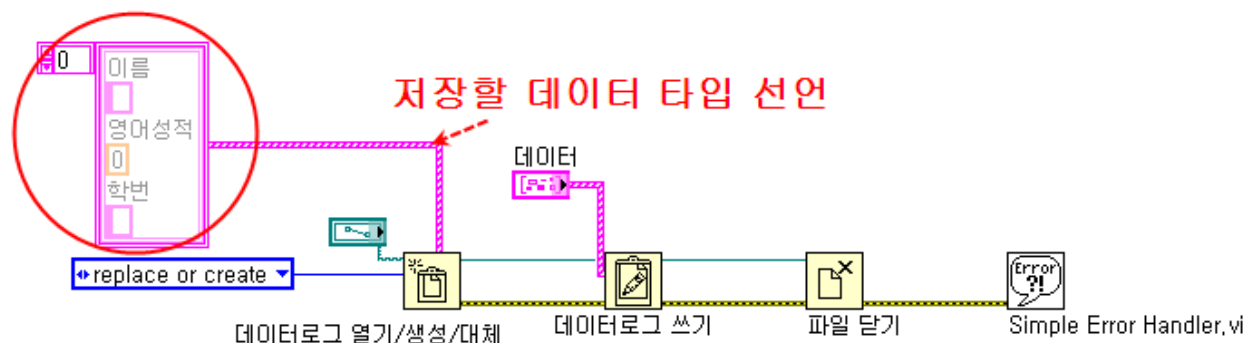 0
이름
영어성적
0
학번
저장할 데이터 타입 선언
데이터
replace or create
데이터로그 열기/생성/대체
데이터로그 쓰기
파일 닫기
Error
?!
Simple Error Handler.vi